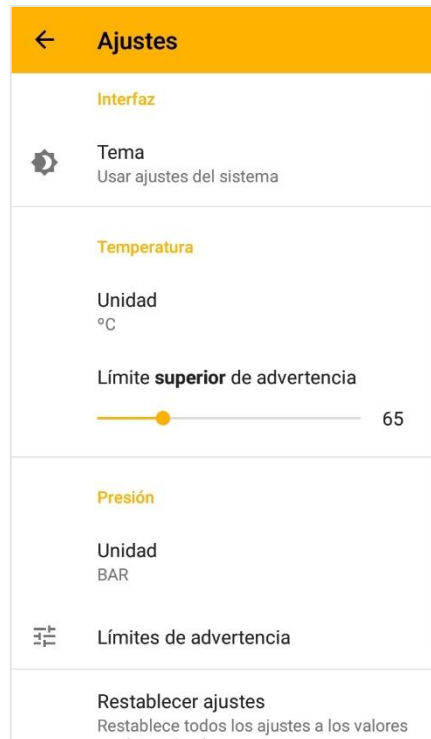 Ajustes
Interfaz
Tema
Usar ajustes del sistema
Temperatura
Unidad
ºC
Límite superior de advertencia
65
Presión
Unidad
BAR
Límites de advertencia
Restablecer ajustes
Restablece todos los ajustes a los valores